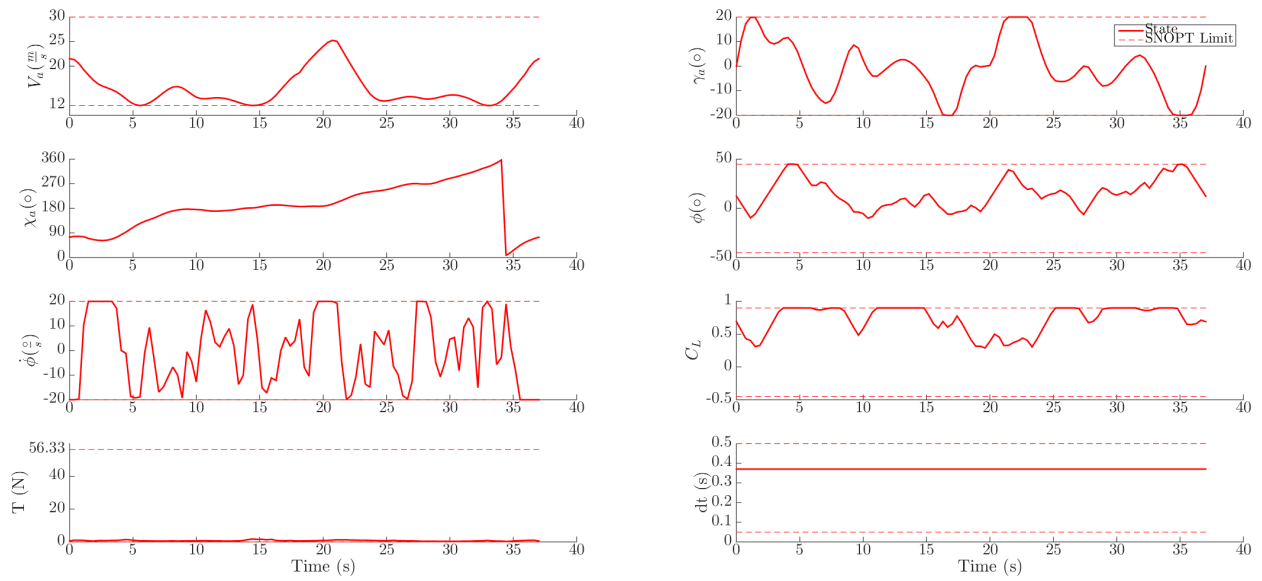 V_a(m/s)
30
25
20
12
0 5 10 15 20 25 30 35 40
γ_a(○)
20
10
0
-10
-20
0 5 10 15 20 25 30 35 40
State
SNOPT Limit
χ_a(○)
360
270
180
90
0
0 5 10 15 20 25 30 35 40
ϕ(○)
50
0
-50
0 5 10 15 20 25 30 35 40
ϕ̇(○/s)
20
10
0
-10
-20
0 5 10 15 20 25 30 35 40
C_L
1
0.5
0
-0.5
0 5 10 15 20 25 30 35 40
T (N)
56.33
40
20
0
0 5 10 15 20 25 30 35 40
Time (s)
dt (s)
0.5
0.4
0.3
0.2
0.1
0
0 5 10 15 20 25 30 35 40
Time (s)